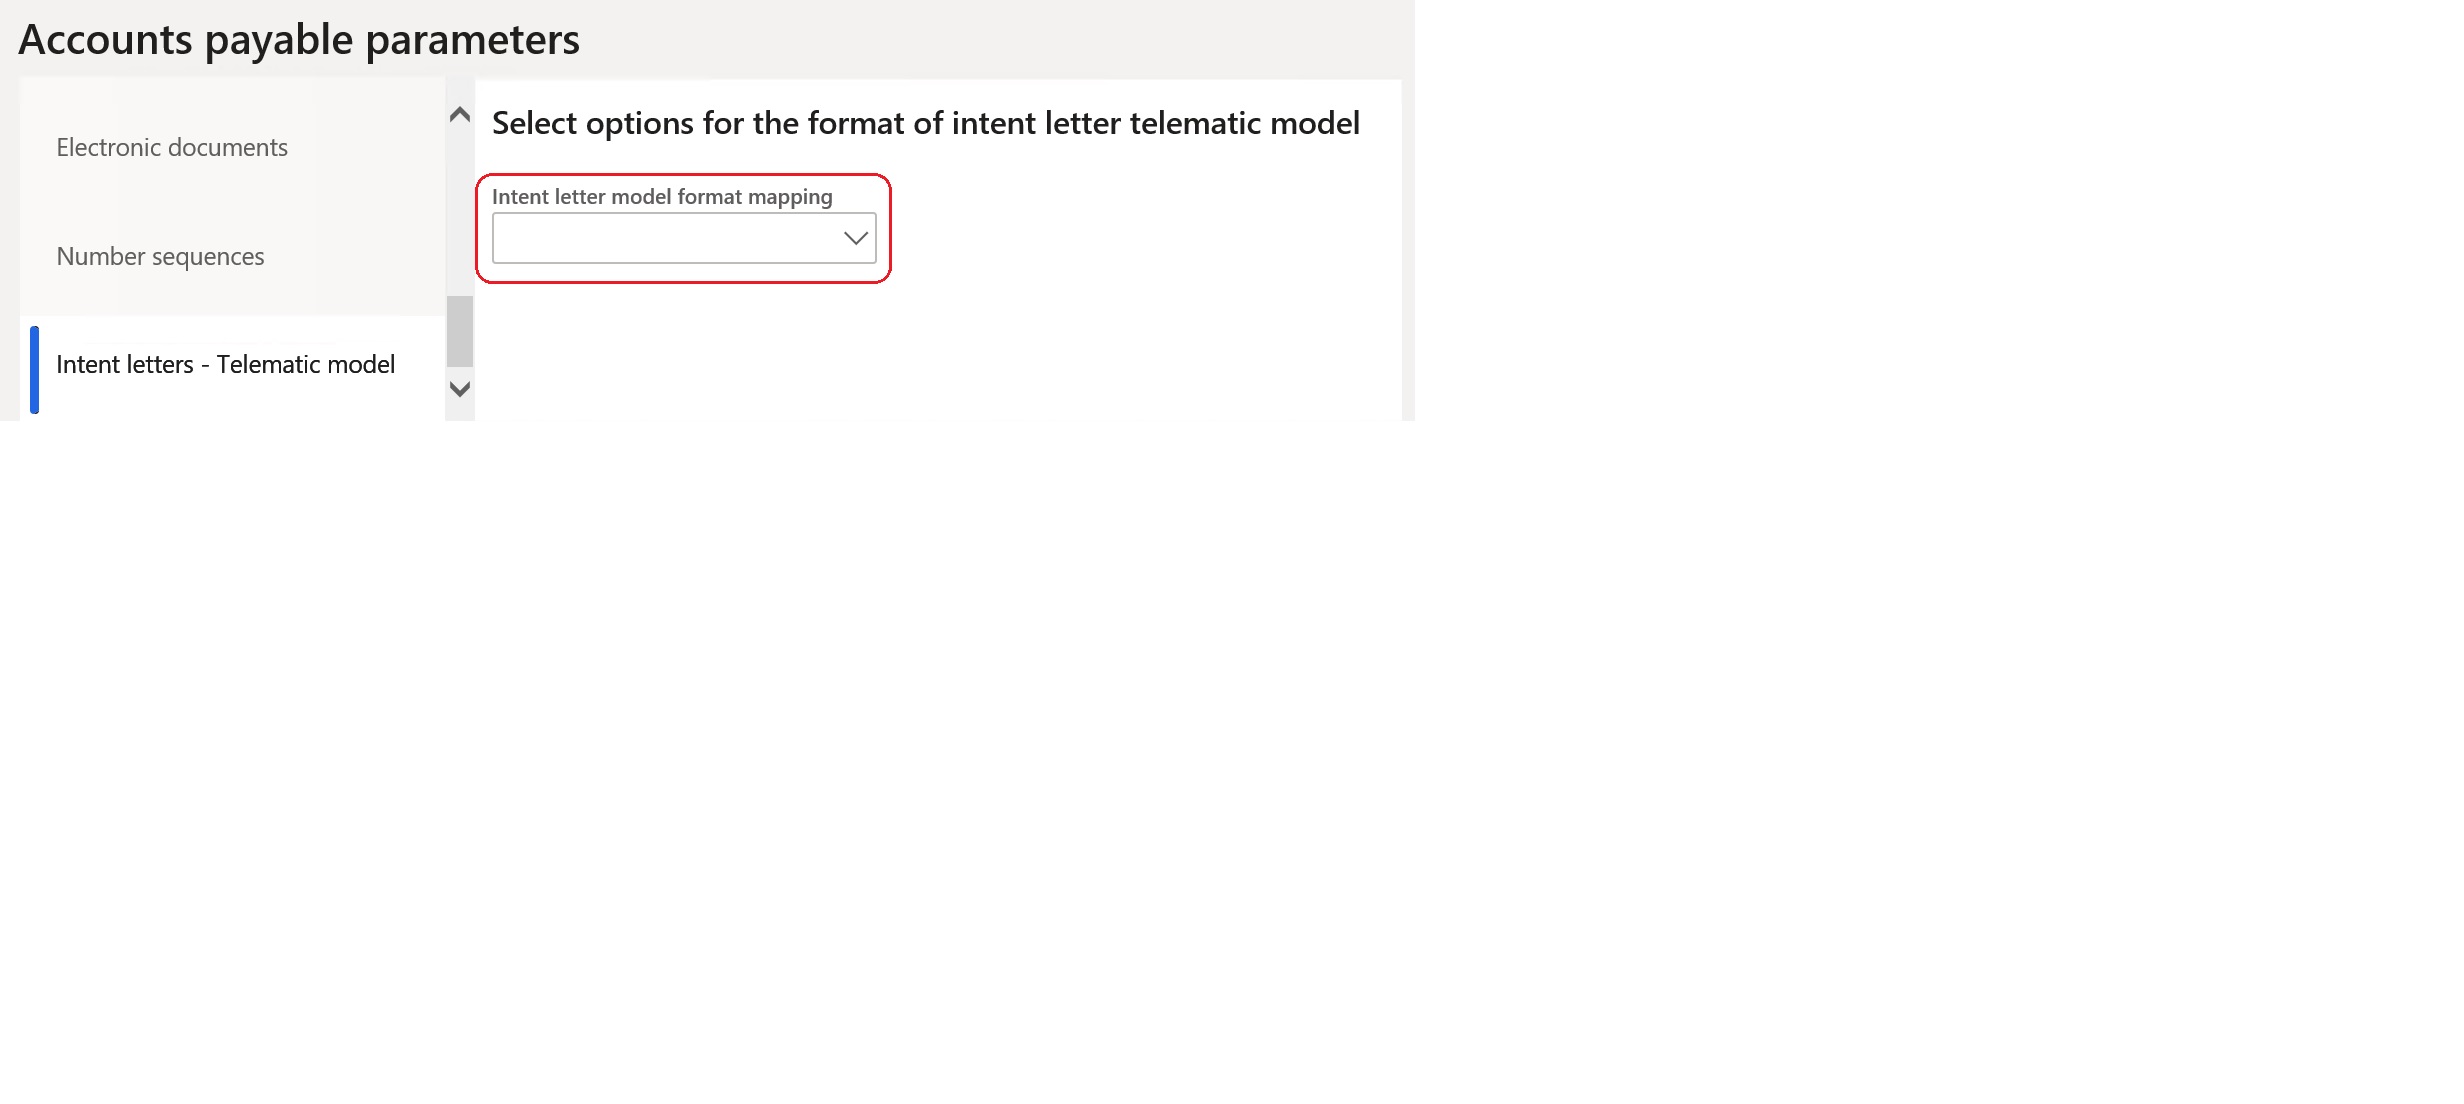 Accounts payable parameters
Electronic documents
Number sequences
Intent letters - Telematic model
Select options for the format of intent letter telematic model
Intent letter model format mapping